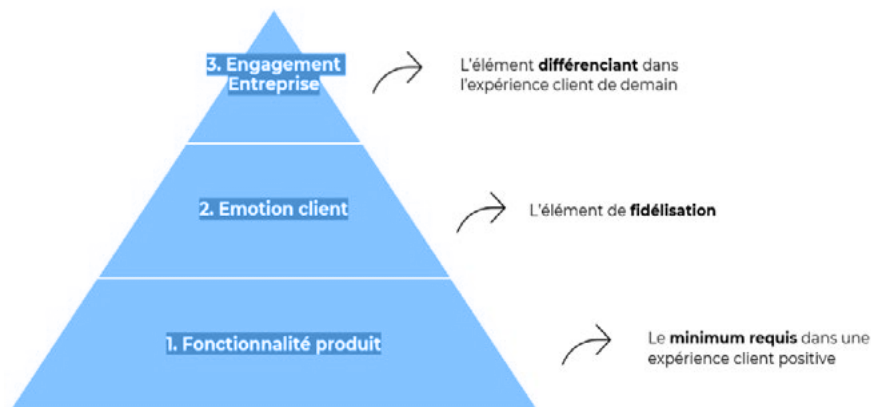 3. Engagement
Entreprise
L'élément différenciant dans
l'expérience client de demain
2. Emotion client
L'élément de fidélisation
1. Fonctionnalité produit
Le minimum requis dans une
expérience client positive